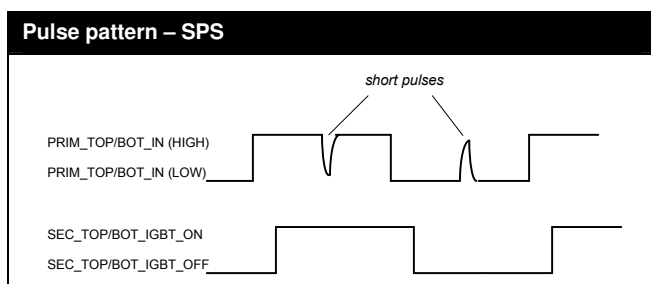 Pulse pattern – SPS
short pulses
PRIM_TOP/BOT_IN (HIGH)
PRIM_TOP/BOT_IN (LOW)
SEC_TOP/BOT_IGBT_ON
SEC_TOP/BOT_IGBT_OFF